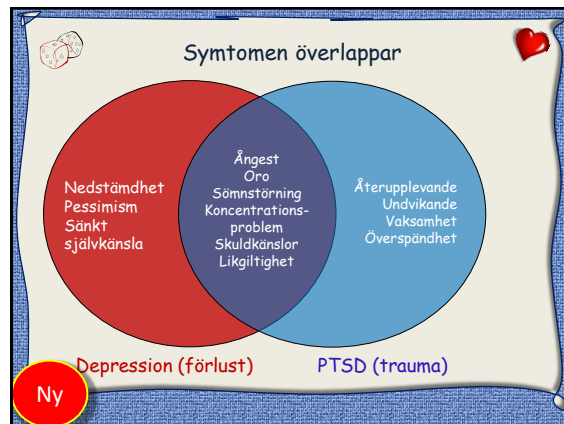 Symtomen överlappar
Nedstämdhet
Pessimism
Sänkt
självkänsla
Ångest
Oro
Sömnstörning
Koncentrations-
problem
Skuldkänslor
Likgiltighet
Återupplevande
Undvikande
Vaksamhet
Överspändhet
Depression (förlust)
PTSD (trauma)
Ny